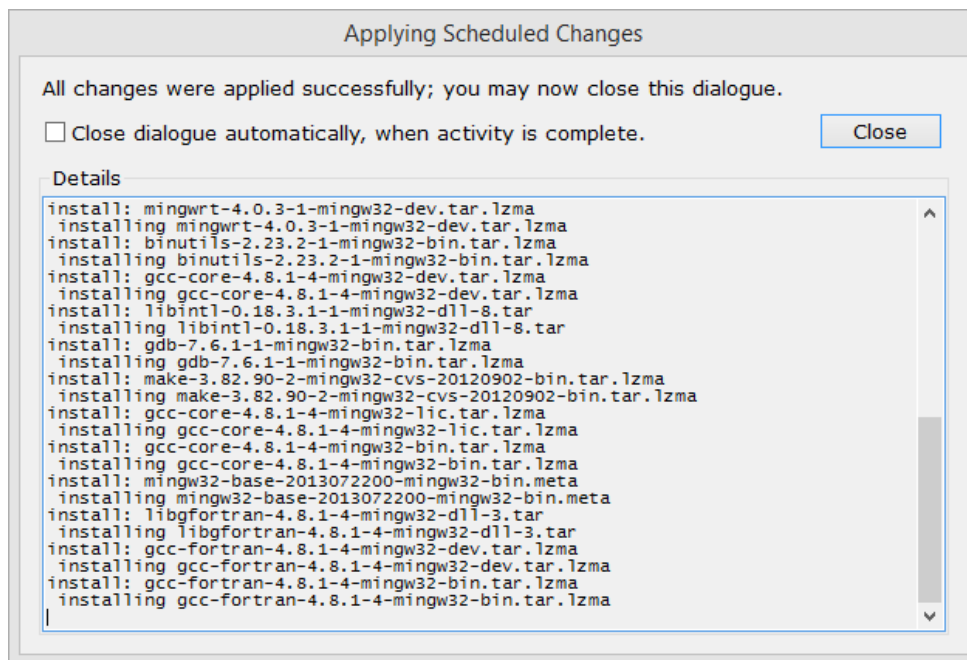 Applying Scheduled Changes
All changes were applied successfully; you may now close this dialogue.
Close dialogue automatically, when activity is complete.
Close
Details
install: mingwrt-4.0.3-1-mingw32-dev.tar.lzma
installing mingwrt-4.0.3-1-mingw32-dev.tar.lzma
install: binutils-2.23.2-1-mingw32-bin.tar.lzma
installing binutils-2.23.2-1-mingw32-bin.tar.lzma
install: gcc-core-4.8.1-4-mingw32-dev.tar.lzma
installing gcc-core-4.8.1-4-mingw32-dev.tar.lzma
install: libintl-0.18.3.1-1-mingw32-dll-8.tar
installing libintl-0.18.3.1-1-mingw32-dll-8.tar
install: gdb-7.6.1-1-mingw32-bin.tar.lzma
installing gdb-7.6.1-1-mingw32-bin.tar.lzma
install: make-3.82.90-2-mingw32-cvs-20120902-bin.tar.lzma
installing make-3.82.90-2-mingw32-cvs-20120902-bin.tar.lzma
install: gcc-core-4.8.1-4-mingw32-lic.tar.lzma
installing gcc-core-4.8.1-4-mingw32-lic.tar.lzma
install: gcc-core-4.8.1-4-mingw32-bin.tar.lzma
installing gcc-core-4.8.1-4-mingw32-bin.tar.lzma
install: mingw32-base-2013072200-mingw32-bin.meta
installing mingw32-base-2013072200-mingw32-bin.meta
install: libgfortran-4.8.1-4-mingw32-dll-3.tar
installing libgfortran-4.8.1-4-mingw32-dll-3.tar
install: gcc-fortran-4.8.1-4-mingw32-dev.tar.lzma
installing gcc-fortran-4.8.1-4-mingw32-dev.tar.lzma
install: gcc-fortran-4.8.1-4-mingw32-bin.tar.lzma
installing gcc-fortran-4.8.1-4-mingw32-bin.tar.lzma